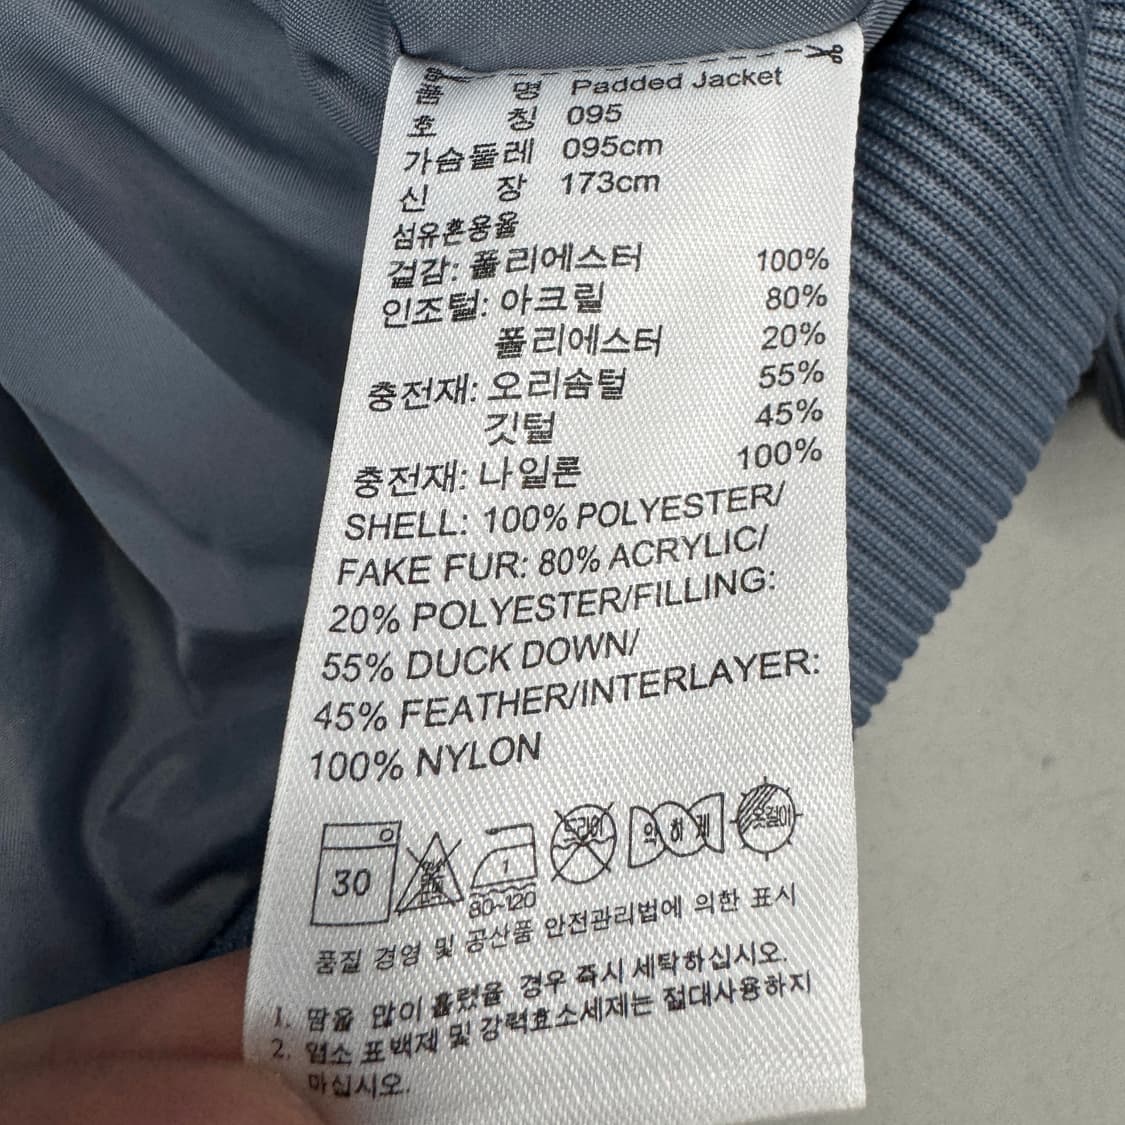 품 명 Padded Jacket
호 칭 095
가슴둘레 095cm
신 장 173cm
섬유혼용율
겉감: 폴리에스터 100%
인조털: 아크릴 80%
폴리에스터 20%
충전재: 오리솜털 55%
깃털 45%
충전재: 나일론 100%
SHELL: 100% POLYESTER/
FAKE FUR: 80% ACRYLIC/
20% POLYESTER/FILLING:
55% DUCK DOWN/
45% FEATHER/INTERLAYER:
100% NYLON
30 1 80~120 드라이 약하게 옷걸이
품질 경영 및 공산품 안전관리법에 의한 표시
1. 땀을 많이 흘렸을 경우 즉시 세탁하십시오.
2. 염소 표백제 및 강력효소세제는 절대사용하지
마십시오.